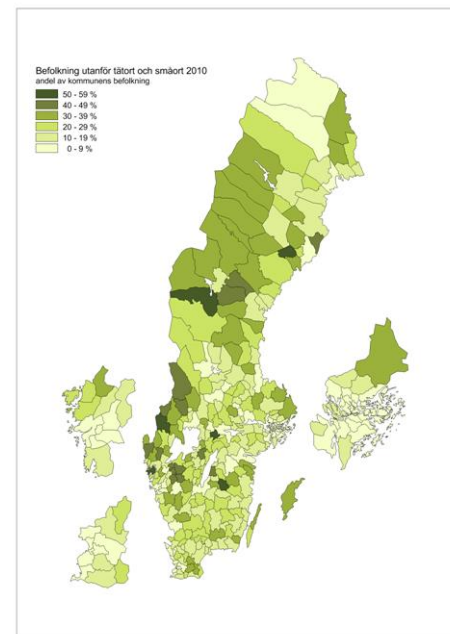 Befolkning utanför tätort och småort 2010
andel av kommunens befolkning
50 - 59 %
40 - 49 %
30 - 39 %
20 - 29 %
10 - 19 %
0 - 9 %